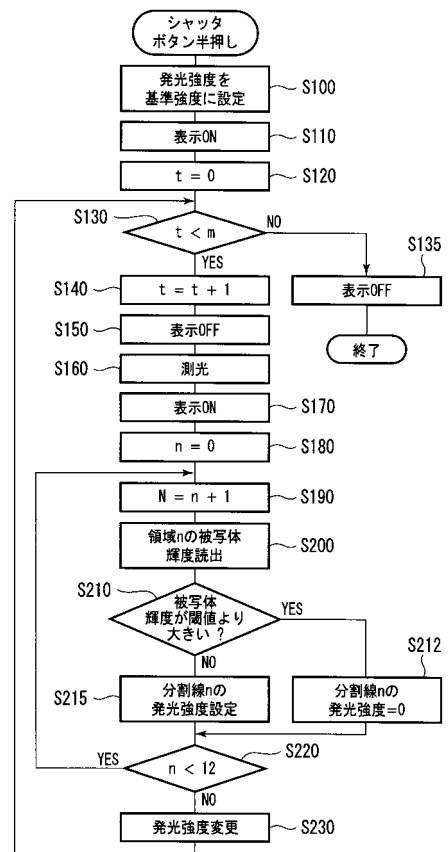 シャッタ
ボタン半押し
発光強度を
基準強度に設定
S100
表示ON
S110
t = 0
S120
S130
t < m
NO
YES
S135
表示OFF
終了
S140
t = t + 1
S150
表示OFF
S160
測光
表示ON
S170
n = 0
S180
N = n + 1
S190
領域nの被写体
輝度読出
S200
S210
被写体
輝度が閾値より
大きい ?
YES
NO
S212
分割線nの
発光強度=0
S215
分割線nの
発光強度設定
YES
n < 12
S220
NO
発光強度変更
S230